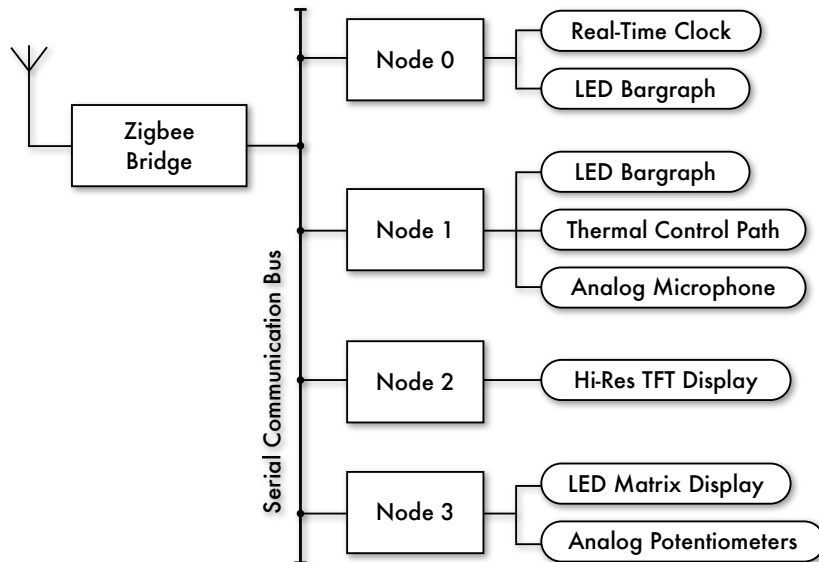 Zigbee
Bridge
Serial Communication Bus
Node 0
Real-Time Clock
LED Bargraph
Node 1
LED Bargraph
Thermal Control Path
Analog Microphone
Node 2
Hi-Res TFT Display
Node 3
LED Matrix Display
Analog Potentiometers